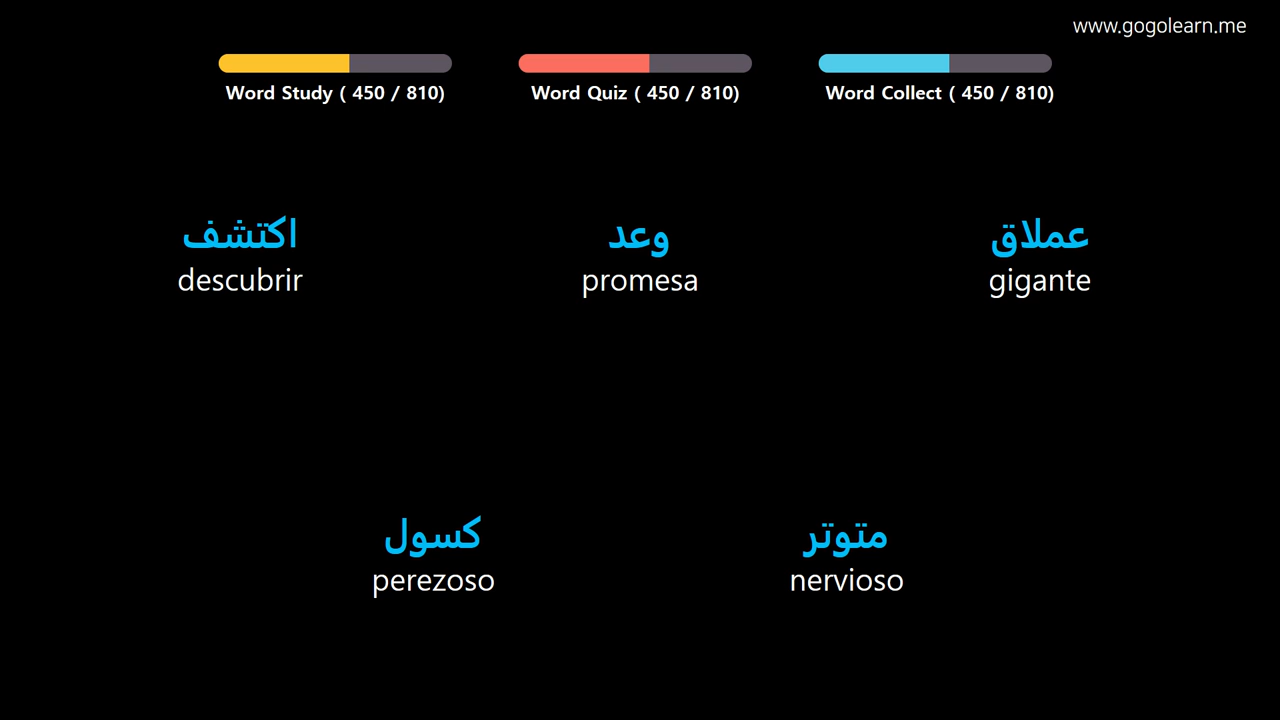 www.gogolearn.me
Word Study ( 450 / 810)
Word Quiz ( 450 / 810)
Word Collect ( 450 / 810)
اكتشف
descubrir
وعد
promesa
عملاق
gigante
كسول
perezoso
متوتر
nervioso